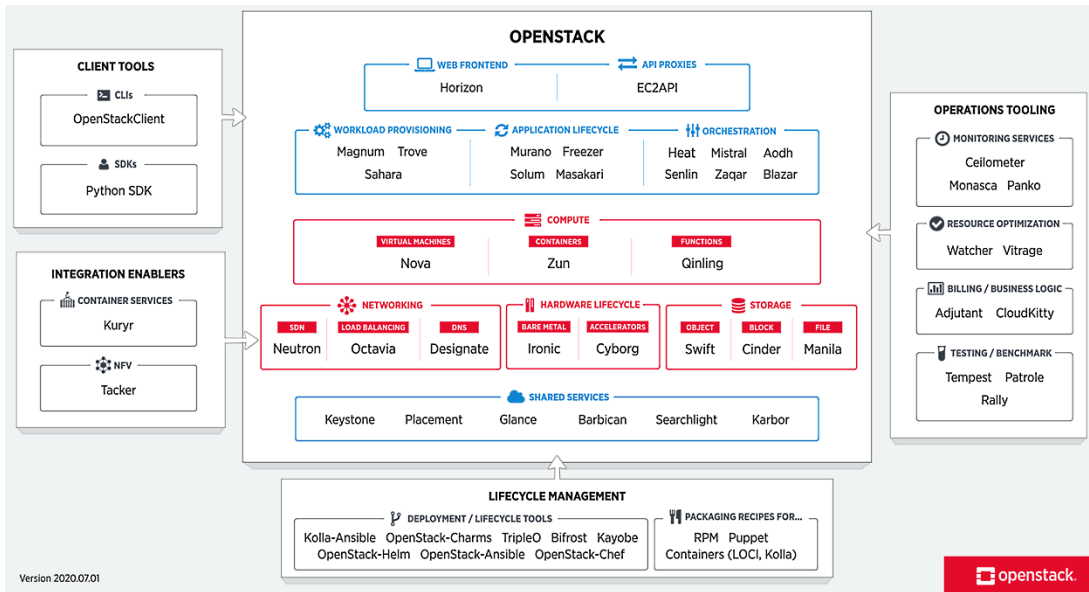 OPENSTACK
WEB FRONTEND
Horizon
API PROXIES
EC2API
WORKLOAD PROVISIONING
Magnum Trove
Sahara
APPLICATION LIFECYCLE
Murano Freezer
Solum Masakari
ORCHESTRATION
Heat Mistral Aodh
Senlin Zaqar Blazar
COMPUTE
VIRTUAL MACHINES
Nova
CONTAINERS
Zun
FUNCTIONS
Qinling
NETWORKING
SDN
Neutron
LOAD BALANCING
Octavia
DNS
Designate
HARDWARE LIFECYCLE
BARE METAL
Ironic
ACCELERATORS
Cyborg
STORAGE
OBJECT
Swift
BLOCK
Cinder
FILE
Manila
SHARED SERVICES
Keystone Placement Glance Barbican Searchlight Karbor
CLIENT TOOLS
CLIs
OpenStackClient
SDKs
Python SDK
INTEGRATION ENABLERS
CONTAINER SERVICES
Kuryr
NFV
Tacker
OPERATIONS TOOLING
MONITORING SERVICES
Ceilometer
Monasca Panko
RESOURCE OPTIMIZATION
Watcher Vitrage
BILLING / BUSINESS LOGIC
Adjutant CloudKitty
TESTING / BENCHMARK
Tempest Patrole
Rally
LIFECYCLE MANAGEMENT
DEPLOYMENT / LIFECYCLE TOOLS
Kolla-Ansible OpenStack-Charms TripleO Bifrost Kayobe
OpenStack-Helm OpenStack-Ansible OpenStack-Chef
PACKAGING RECIPES FOR...
RPM Puppet
Containers (LOCI, Kolla)
Version 2020.07.01
openstack.